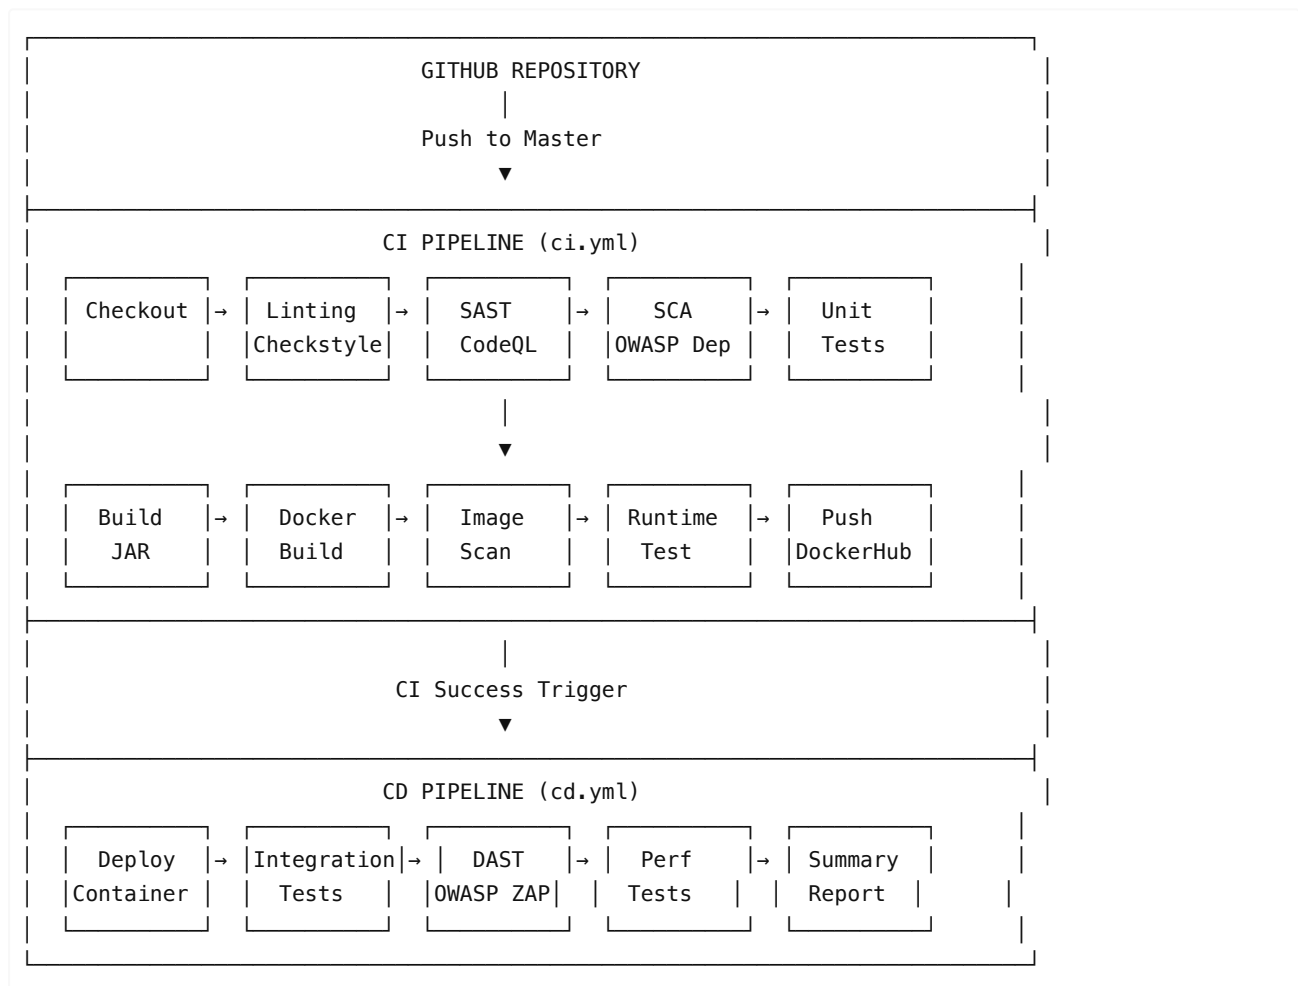 GITHUB REPOSITORY
Push to Master
▼
CI PIPELINE (ci.yml)
Checkout → Linting → SAST → SCA → Unit
Checkstyle CodeQL OWASP Dep Tests
▼
Build → Docker → Image → Runtime → Push
JAR Build Scan Test DockerHub
CI Success Trigger
▼
CD PIPELINE (cd.yml)
Deploy → Integration → DAST → Perf → Summary
Container Tests OWASP ZAP Tests Report